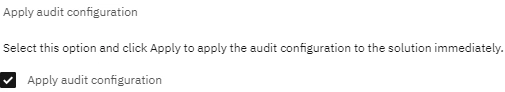 Apply audit configuration
Select this option and click Apply to apply the audit configuration to the solution immediately.
Apply audit configuration